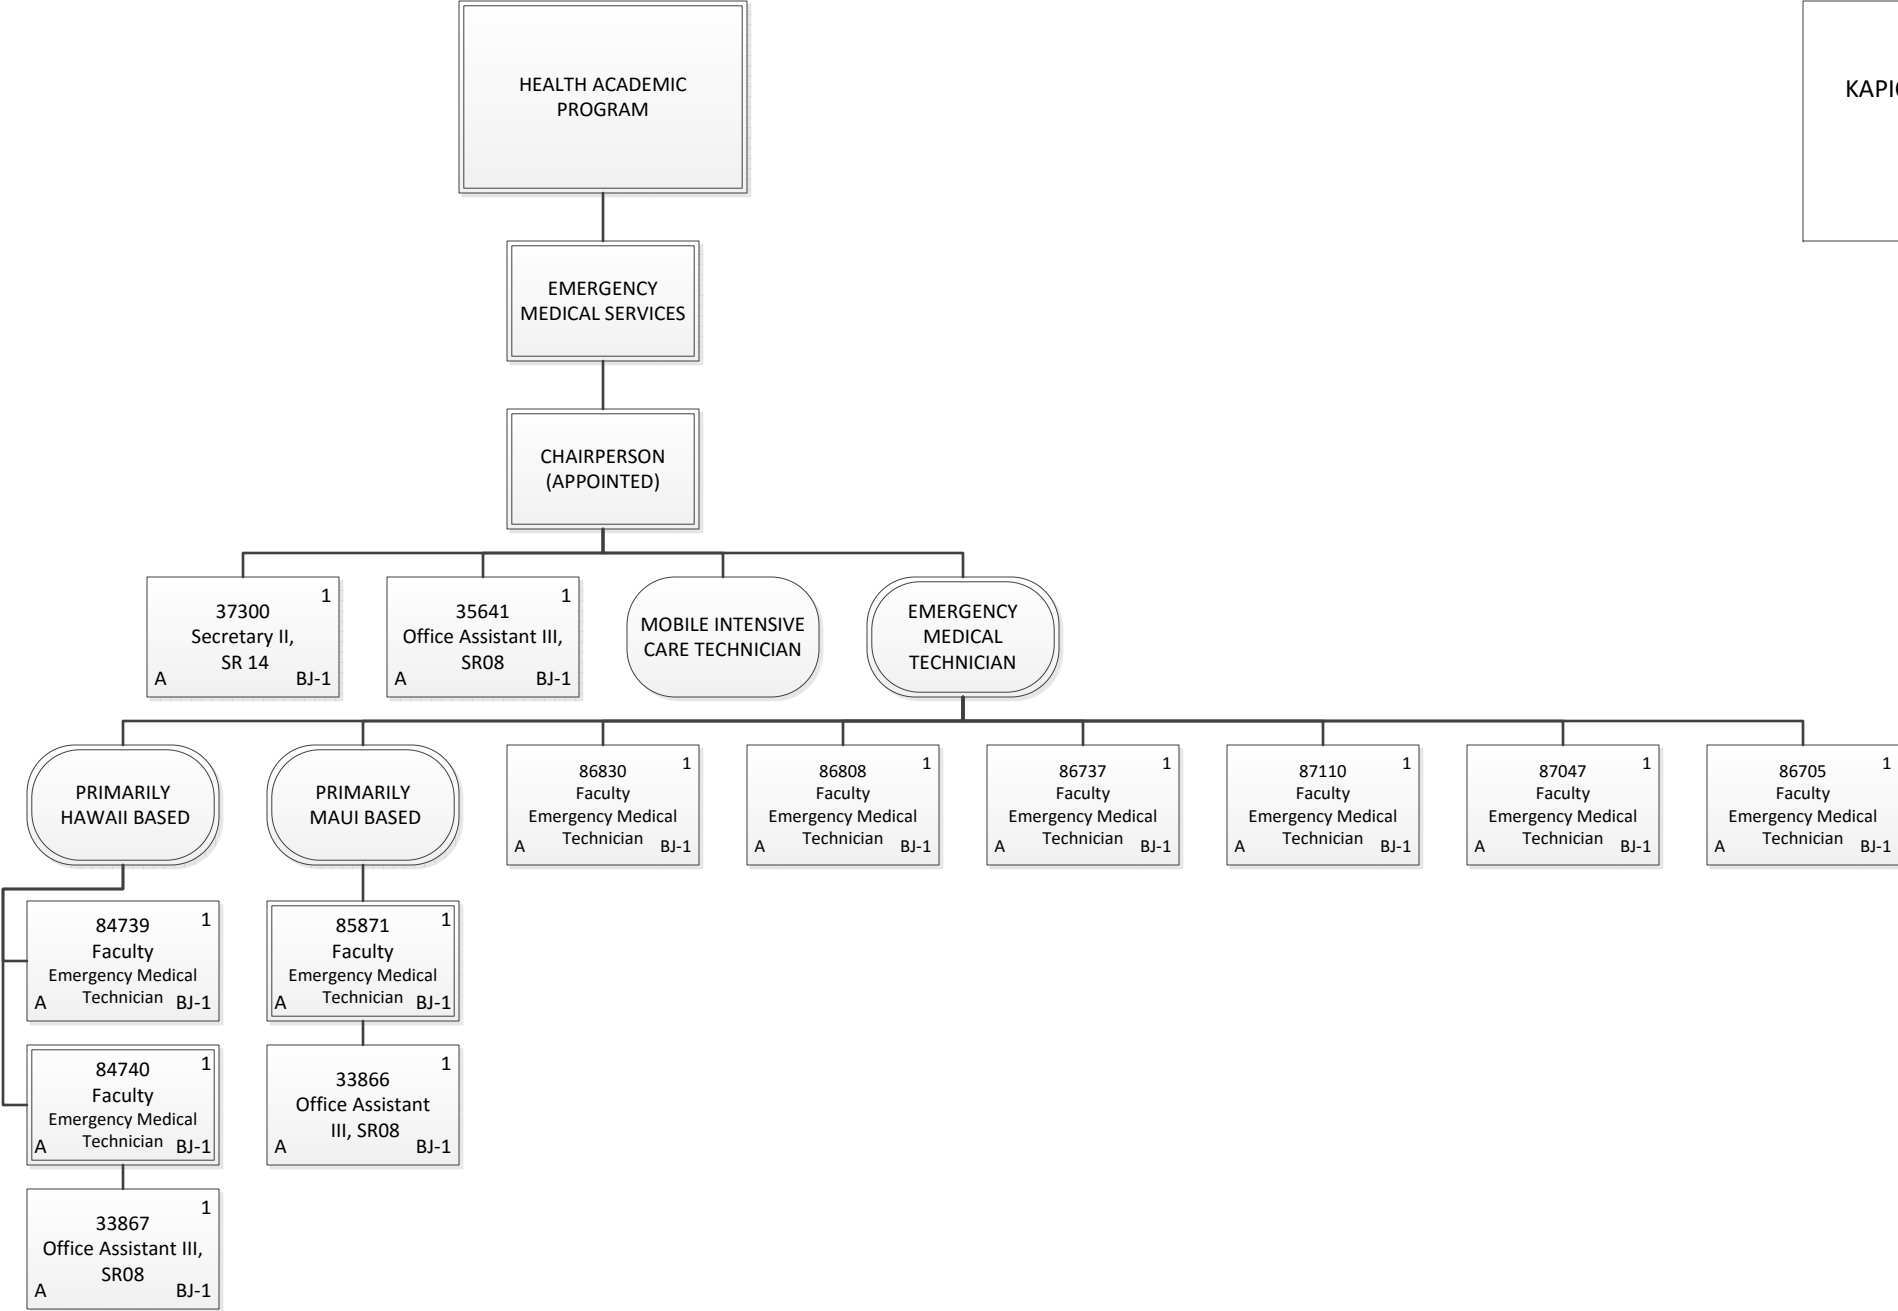 HEALTH ACADEMIC
PROGRAM
EMERGENCY
MEDICAL SERVICES
CHAIRPERSON
(APPOINTED)
1
37300
Secretary II,
SR 14
A BJ-1
1
35641
Office Assistant III,
SR08
A BJ-1
MOBILE INTENSIVE
CARE TECHNICIAN
EMERGENCY
MEDICAL
TECHNICIAN
PRIMARILY
HAWAII BASED
PRIMARILY
MAUI BASED
86830 1
Faculty
Emergency Medical
Technician
A BJ-1
86808 1
Faculty
Emergency Medical
Technician
A BJ-1
86737 1
Faculty
Emergency Medical
Technician
A BJ-1
87110 1
Faculty
Emergency Medical
Technician
A BJ-1
87047 1
Faculty
Emergency Medical
Technician
A BJ-1
86705 1
Faculty
Emergency Medical
Technician
A BJ-1
84739 1
Faculty
Emergency Medical
Technician
A BJ-1
85871 1
Faculty
Emergency Medical
Technician
A BJ-1
84740 1
Faculty
Emergency Medical
Technician
A BJ-1
1
33866
Office Assistant
III, SR08
A BJ-1
1
33867
Office Assistant III,
SR08
A BJ-1